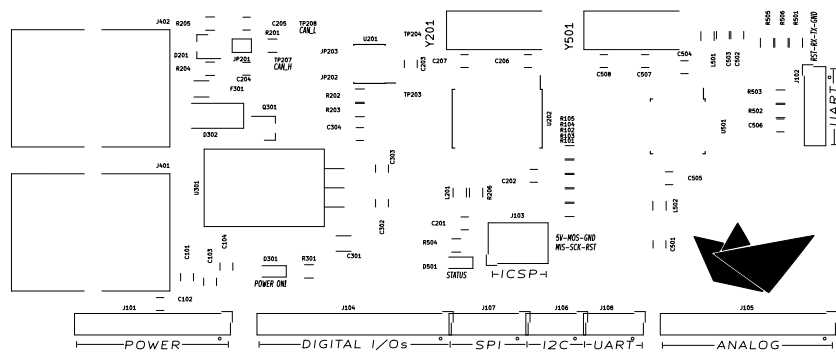 J402
R205
C205
TP208
CAN_L
U201
TP204
Y201
Y501
R505
R506
R501
RST-RX-TX-GND
R201
D201
JP201
TP207
CAN_H
JP203
C203
C207
C206
C504
L501
C503
C502
J102
R204
C204
F301
JP202
TP203
C508
C507
UART
R202
R203
C304
Q301
D302
U202
R105
R104
R102
R103
R101
U501
R503
R502
C506
J401
U301
C303
C302
C202
C505
L201
R206
L502
C201
J103
5V-MOS-GND
MIS-SCK-RST
R504
D501
STATUS
ICSP
C501
C101
C103
C104
D301
POWER ON!
R301
C301
C102
J101
J104
J107
J106
J108
J105
POWER
DIGITAL I/Os
SPI
I2C
UART
ANALOG